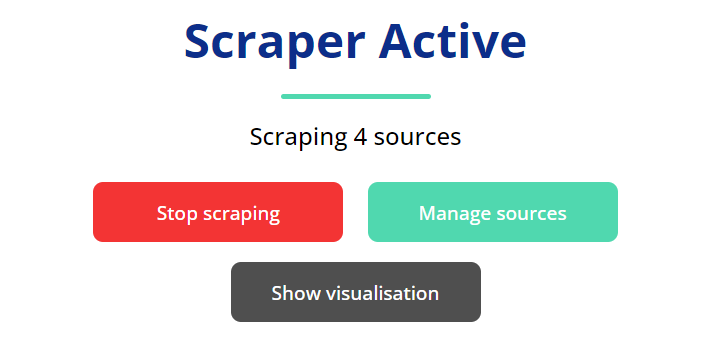 Scraper Active
Scraping 4 sources
Stop scraping
Manage sources
Show visualisation